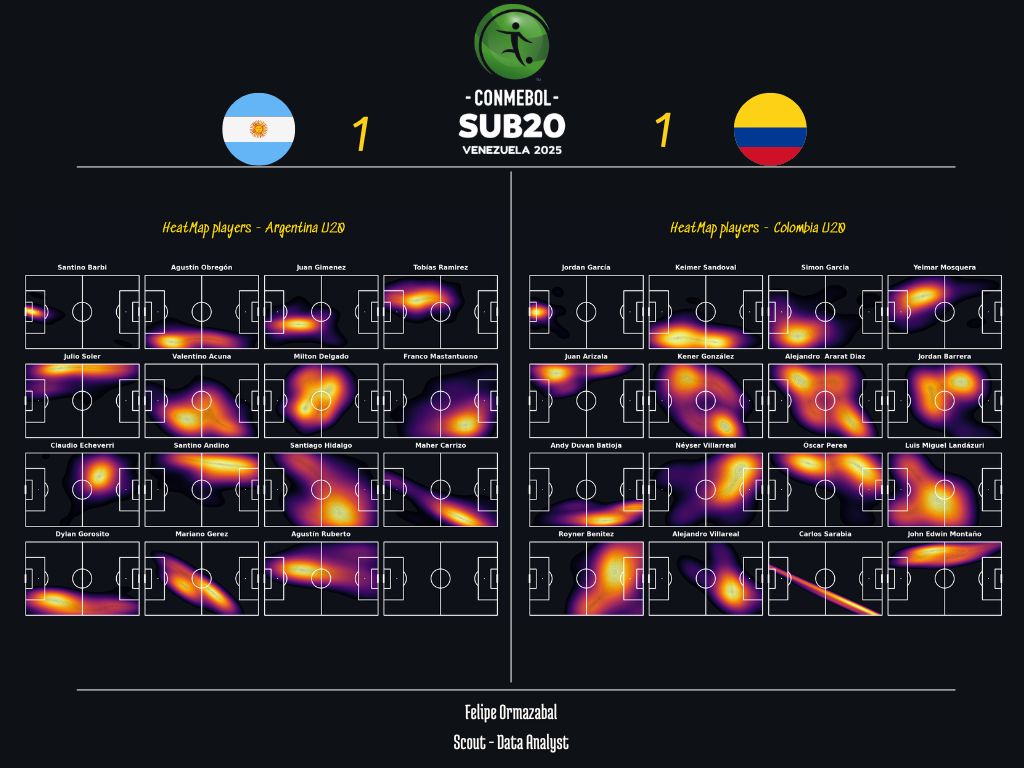 - CONMEBOL -
SUB20
VENEZUELA 2025
1
1
HeatMap players - Argentina U20
Santino Barbi Agustín Obregón Juan Gimenez Tobías Ramirez
Julio Soler Valentino Acuna Milton Delgado Franco Mastantuono
Claudio Echeverri Santino Andino Santiago Hidalgo Maher Carrizo
Dylan Gorosito Mariano Gerez Agustín Ruberto
HeatMap players - Colombia U20
Jordan García Keimer Sandoval Simon Garcia Yeimar Mosquera
Juan Arizala Kener González Alejandro Ararat Diaz Jordan Barrera
Andy Duvan Batioja Néyser Villarreal Oscar Perea Luis Miguel Landázuri
Royner Benitez Alejandro Villareal Carlos Sarabia John Edwin Montaño
Felipe Ormazabal
Scout - Data Analyst